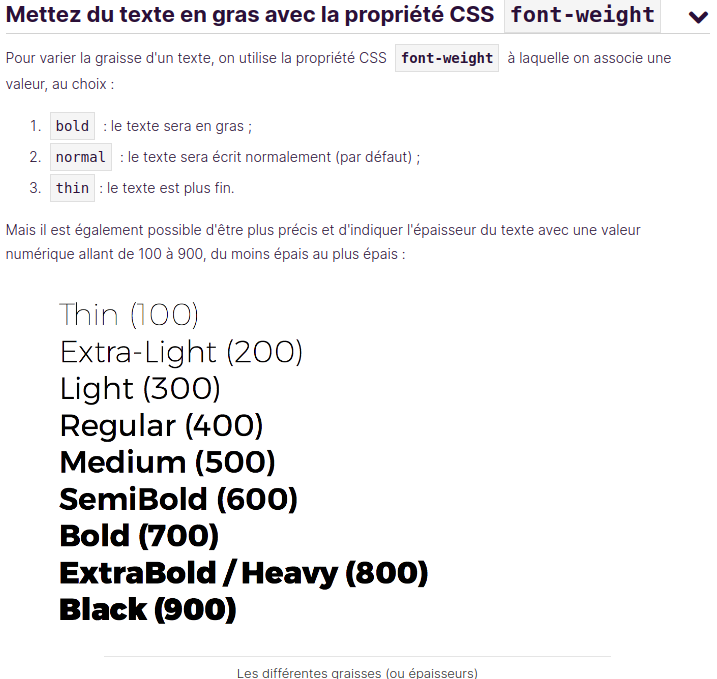 Mettez du texte en gras avec la propriété CSS font-weight
Pour varier la graisse d'un texte, on utilise la propriété CSS font-weight à laquelle on associe une
valeur, au choix :
1. bold : le texte sera en gras ;
2. normal : le texte sera écrit normalement (par défaut) ;
3. thin : le texte est plus fin.
Mais il est également possible d'être plus précis et d'indiquer l'épaisseur du texte avec une valeur
numérique allant de 100 à 900, du moins épais au plus épais :
Thin (100)
Extra-Light (200)
Light (300)
Regular (400)
Medium (500)
SemiBold (600)
Bold (700)
ExtraBold / Heavy (800)
Black (900)
Les différentes graisses (ou épaisseurs)